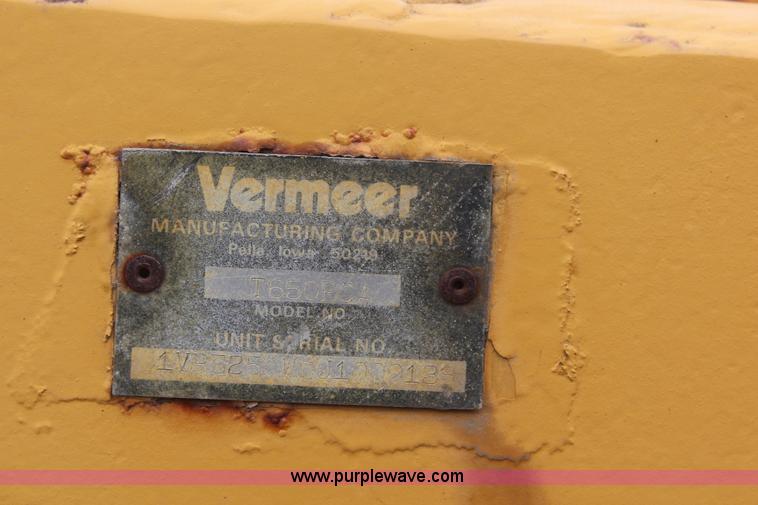 Vermeer
MANUFACTURING COMPANY
Pella Iowa 50219
MODEL NO
UNIT SERIAL NO
www.purplewave.com